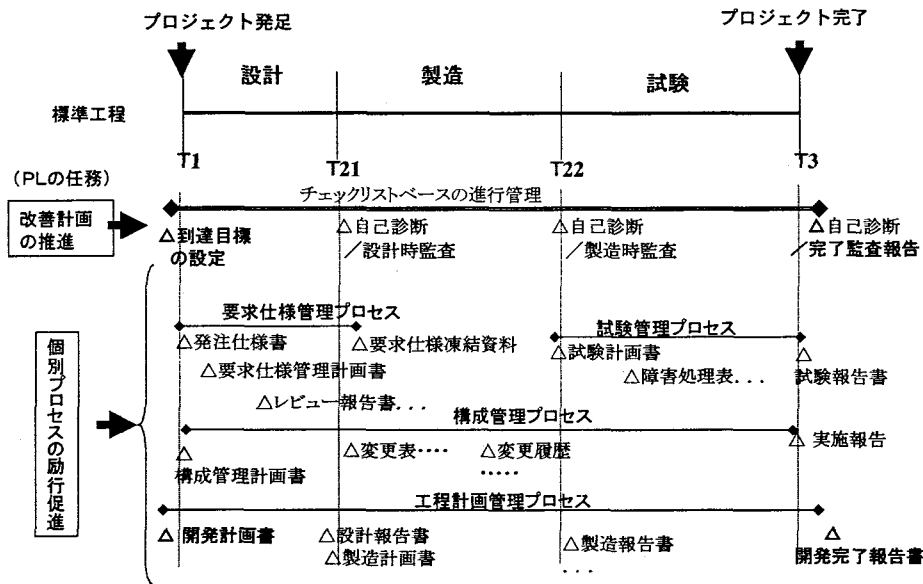 プロジェクト発足
プロジェクト完了
設計
製造
試験
標準工程
T1
T21
T22
T3
(PLの任務)
チェックリストベースの進行管理
改善計画
の推進
△到達目標
の設定
△自己診断
/設計時監査
△自己診断
/製造時監査
△自己診断
/完了監査報告
個別プロセスの励行促進
要求仕様管理プロセス
試験管理プロセス
△発注仕様書
△要求仕様凍結資料
△試験計画書
△
試験報告書
△要求仕様管理計画書
△障害処理表...
△レビュー報告書...
構成管理プロセス
△
構成管理計画書
△変更表‥‥
△変更履歴
‥‥‥
△ 実施報告
工程計画管理プロセス
△ 開発計画書
△設計報告書
△製造計画書
△製造報告書
...
△
開発完了報告書